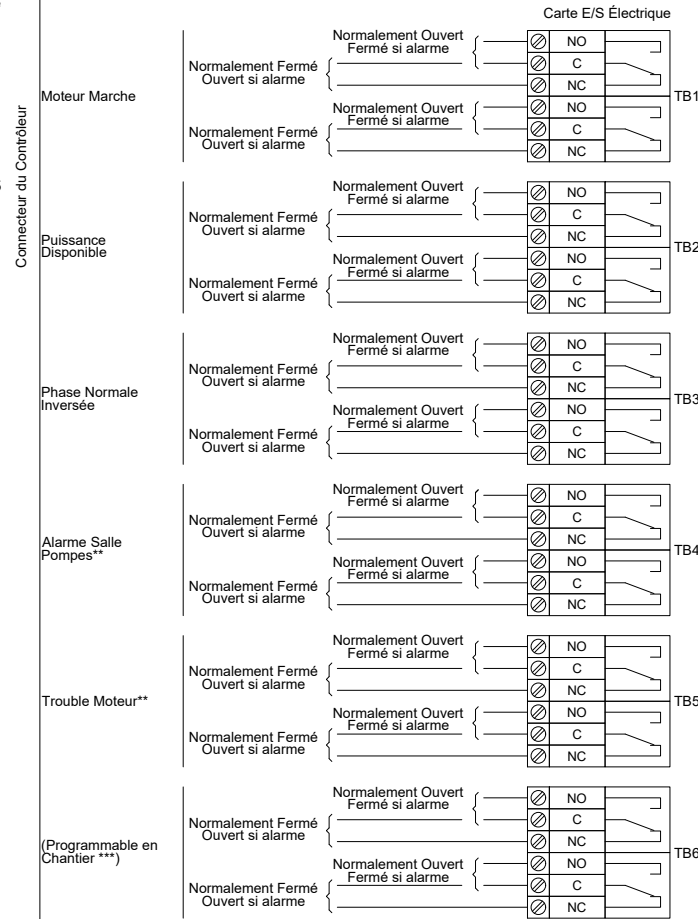 Carte E/S Électrique
Connecteur du Contrôleur
Moteur Marche
Normalement Ouvert
Fermé si alarme
Normalement Fermé
Ouvert si alarme
Normalement Ouvert
Fermé si alarme
Normalement Fermé
Ouvert si alarme
NO
C
NC
NO
C
NC
TB1
Puissance
Disponible
Normalement Ouvert
Fermé si alarme
Normalement Fermé
Ouvert si alarme
Normalement Ouvert
Fermé si alarme
Normalement Fermé
Ouvert si alarme
NO
C
NC
NO
C
NC
TB2
Phase Normale
Inversée
Normalement Ouvert
Fermé si alarme
Normalement Fermé
Ouvert si alarme
Normalement Ouvert
Fermé si alarme
Normalement Fermé
Ouvert si alarme
NO
C
NC
NO
C
NC
TB3
Alarme Salle
Pompes**
Normalement Ouvert
Fermé si alarme
Normalement Fermé
Ouvert si alarme
Normalement Ouvert
Fermé si alarme
Normalement Fermé
Ouvert si alarme
NO
C
NC
NO
C
NC
TB4
Trouble Moteur**
Normalement Ouvert
Fermé si alarme
Normalement Fermé
Ouvert si alarme
Normalement Ouvert
Fermé si alarme
Normalement Fermé
Ouvert si alarme
NO
C
NC
NO
C
NC
TB5
(Programmable en
Chantier ***)
Normalement Ouvert
Fermé si alarme
Normalement Fermé
Ouvert si alarme
Normalement Ouvert
Fermé si alarme
Normalement Fermé
Ouvert si alarme
NO
C
NC
NO
C
NC
TB6